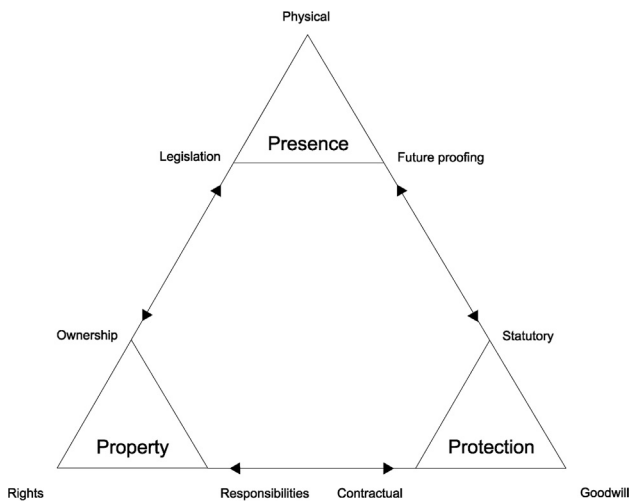 Physical
Presence
Legislation
Future proofing
Ownership
Statutory
Property
Protection
Rights
Responsibilities
Contractual
Goodwill